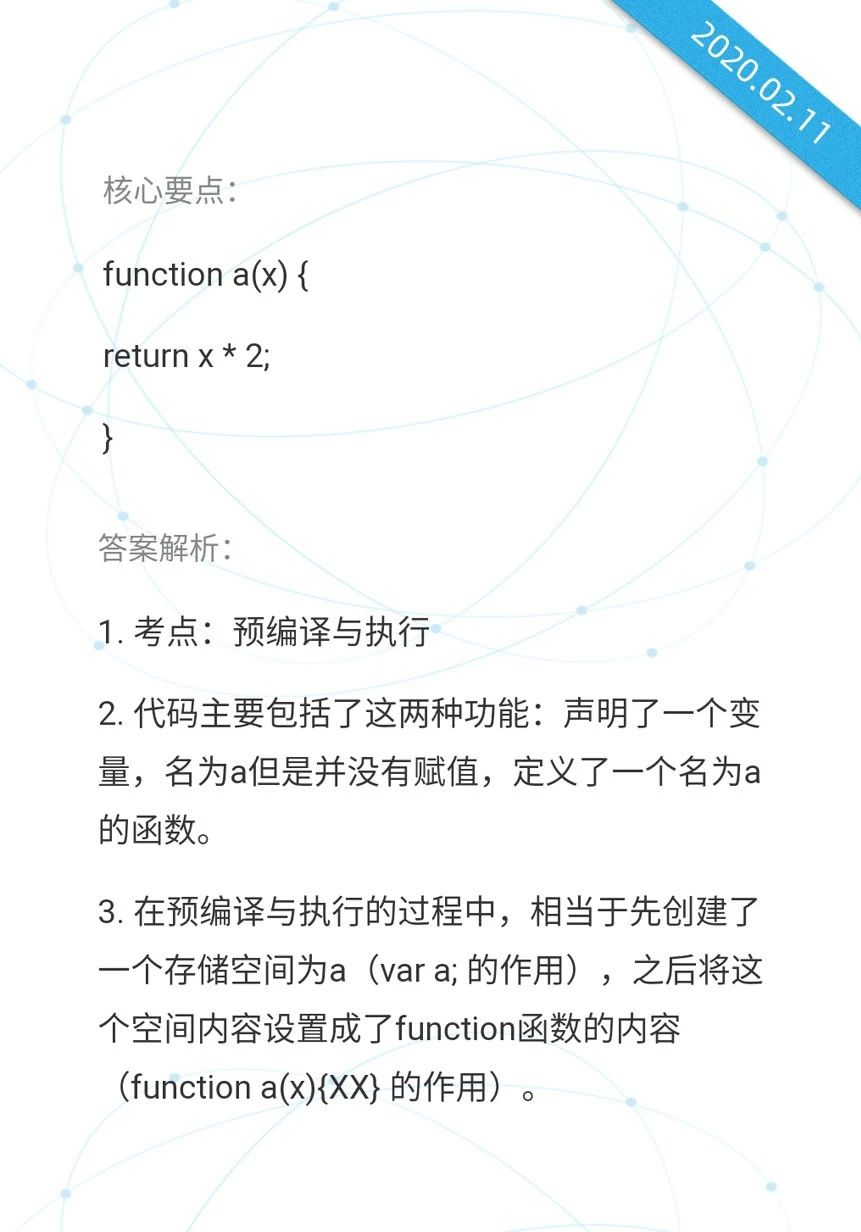 2020.02.11
核心要点：
function a(x) {
return x * 2;
}
答案解析：
1. 考点：预编译与执行
2. 代码主要包括了这两种功能：声明了一个变
量，名为a但是并没有赋值，定义了一个名为a
的函数。
3. 在预编译与执行的过程中，相当于先创建了
一个存储空间为a（var a; 的作用），之后将这
个空间内容设置成了function函数的内容
（function a(x){XX} 的作用）。